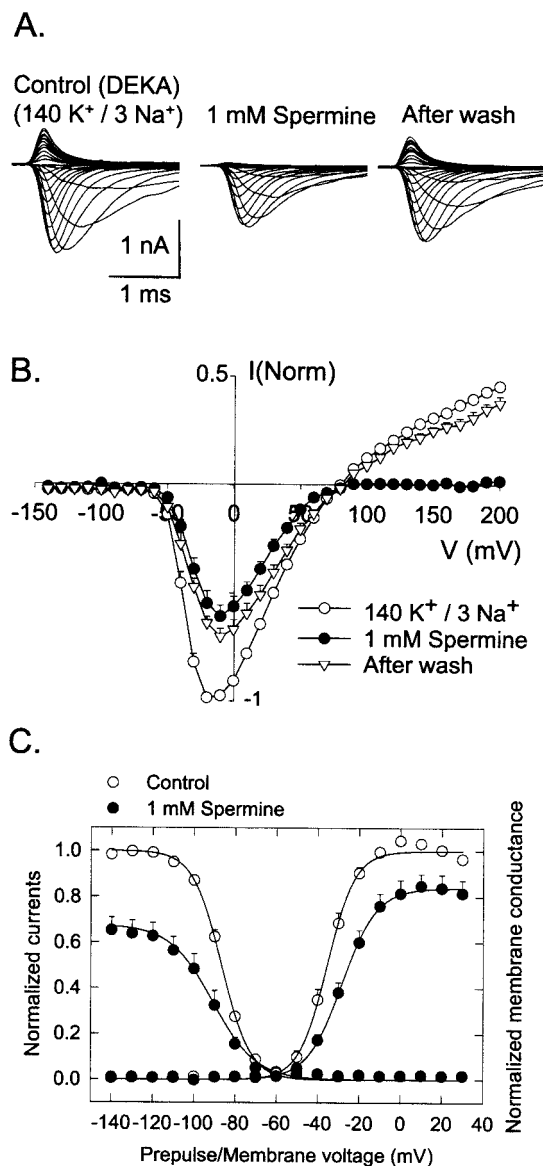 A.
Control (DEKA)
(140 K⁺ / 3 Na⁺)
1 mM Spermine
After wash
1 nA
1 ms
B.
0.5
I(Norm)
-150
-100
-50
0
50
100
150
200
V (mV)
-1
140 K⁺ / 3 Na⁺
1 mM Spermine
After wash
C.
Control
1 mM Spermine
Normalized currents
1.0
0.8
0.6
0.4
0.2
0.0
Normalized membrane conductance
-140 -120 -100 -80 -60 -40 -20 0 20 40
Prepulse/Membrane voltage (mV)